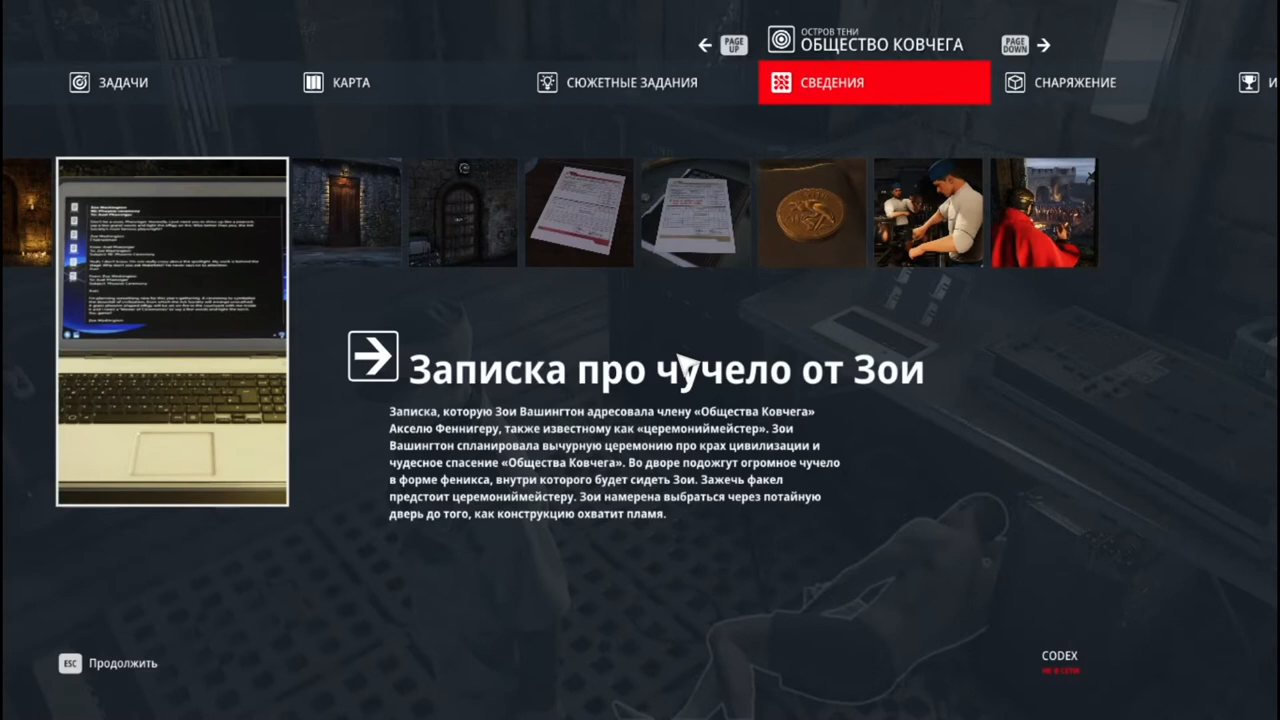 ОСТРОВ ТЕНИ
PAGE UP
ОБЩЕСТВО КОВЧЕГА
PAGE DOWN
ЗАДАЧИ
КАРТА
СЮЖЕТНЫЕ ЗАДАНИЯ
СВЕДЕНИЯ
СНАРЯЖЕНИЕ
И
Записка про чучело от Зои
Записка, которую Зои Вашингтон адресовала члену «Общества Ковчега»
Акселю Феннигеру, также известному как «церемониймейстер». Зои
Вашингтон спланировала вычурную церемонию про крах цивилизации и
чудесное спасение «Общества Ковчега». Во дворе подожгут огромное чучело
в форме феникса, внутри которого будет сидеть Зои. Зажечь факел
предстоит церемониймейстеру. Зои намерена выбраться через потайную
дверь до того, как конструкцию охватит пламя.
ESC Продолжить
CODEX
НЕ В СЕТИ